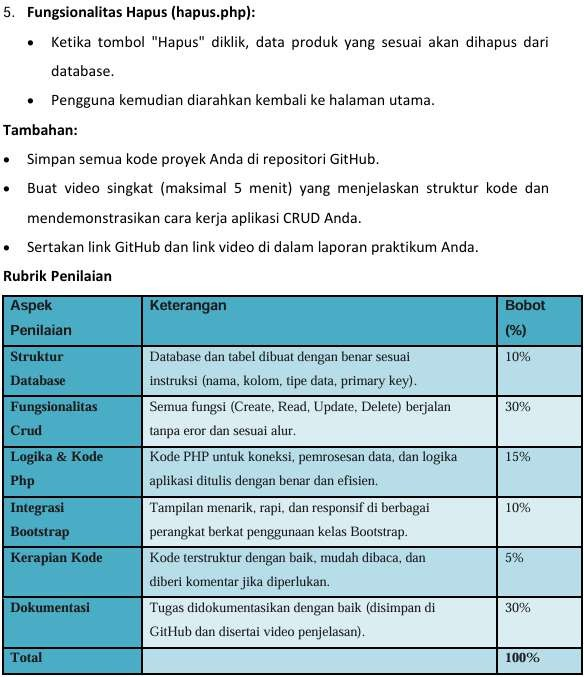 5. Fungsionalitas Hapus (hapus.php):
• Ketika tombol "Hapus" diklik, data produk yang sesuai akan dihapus dari
database.
• Pengguna kemudian diarahkan kembali ke halaman utama.
Tambahan:
• Simpan semua kode proyek Anda di repositori GitHub.
• Buat video singkat (maksimal 5 menit) yang menjelaskan struktur kode dan
mendemonstrasikan cara kerja aplikasi CRUD Anda.
• Sertakan link GitHub dan link video di dalam laporan praktikum Anda.
Rubrik Penilaian
Aspek
Penilaian
Keterangan
Bobot
(%)
Struktur
Database
Database dan tabel dibuat dengan benar sesuai
instruksi (nama, kolom, tipe data, primary key).
10%
Fungsionalitas
Crud
Semua fungsi (Create, Read, Update, Delete) berjalan
tanpa eror dan sesuai alur.
30%
Logika & Kode
Php
Kode PHP untuk koneksi, pemrosesan data, dan logika
aplikasi ditulis dengan benar dan efisien.
15%
Integrasi
Bootstrap
Tampilan menarik, rapi, dan responsif di berbagai
perangkat berkat penggunaan kelas Bootstrap.
10%
Kerapian Kode
Kode terstruktur dengan baik, mudah dibaca, dan
diberi komentar jika diperlukan.
5%
Dokumentasi
Tugas didokumentasikan dengan baik (disimpan di
GitHub dan disertai video penjelasan).
30%
Total
100%